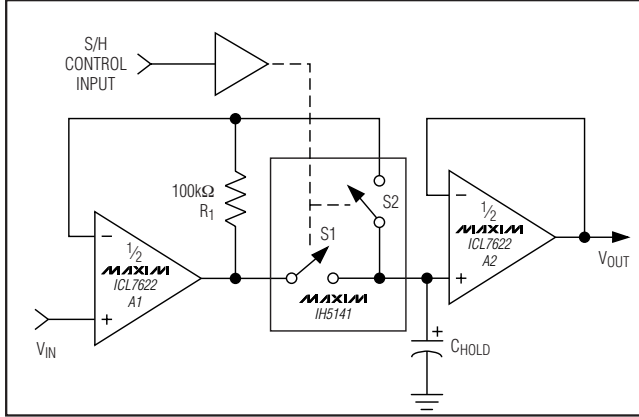 S/H
CONTROL
INPUT
100kΩ
R1
S2
S1
−
1/2
MAXIM
ICL7622
A1
+
VIN
MAXIM
IH5141
−
1/2
MAXIM
ICL7622
A2
+
VOUT
+
CHOLD